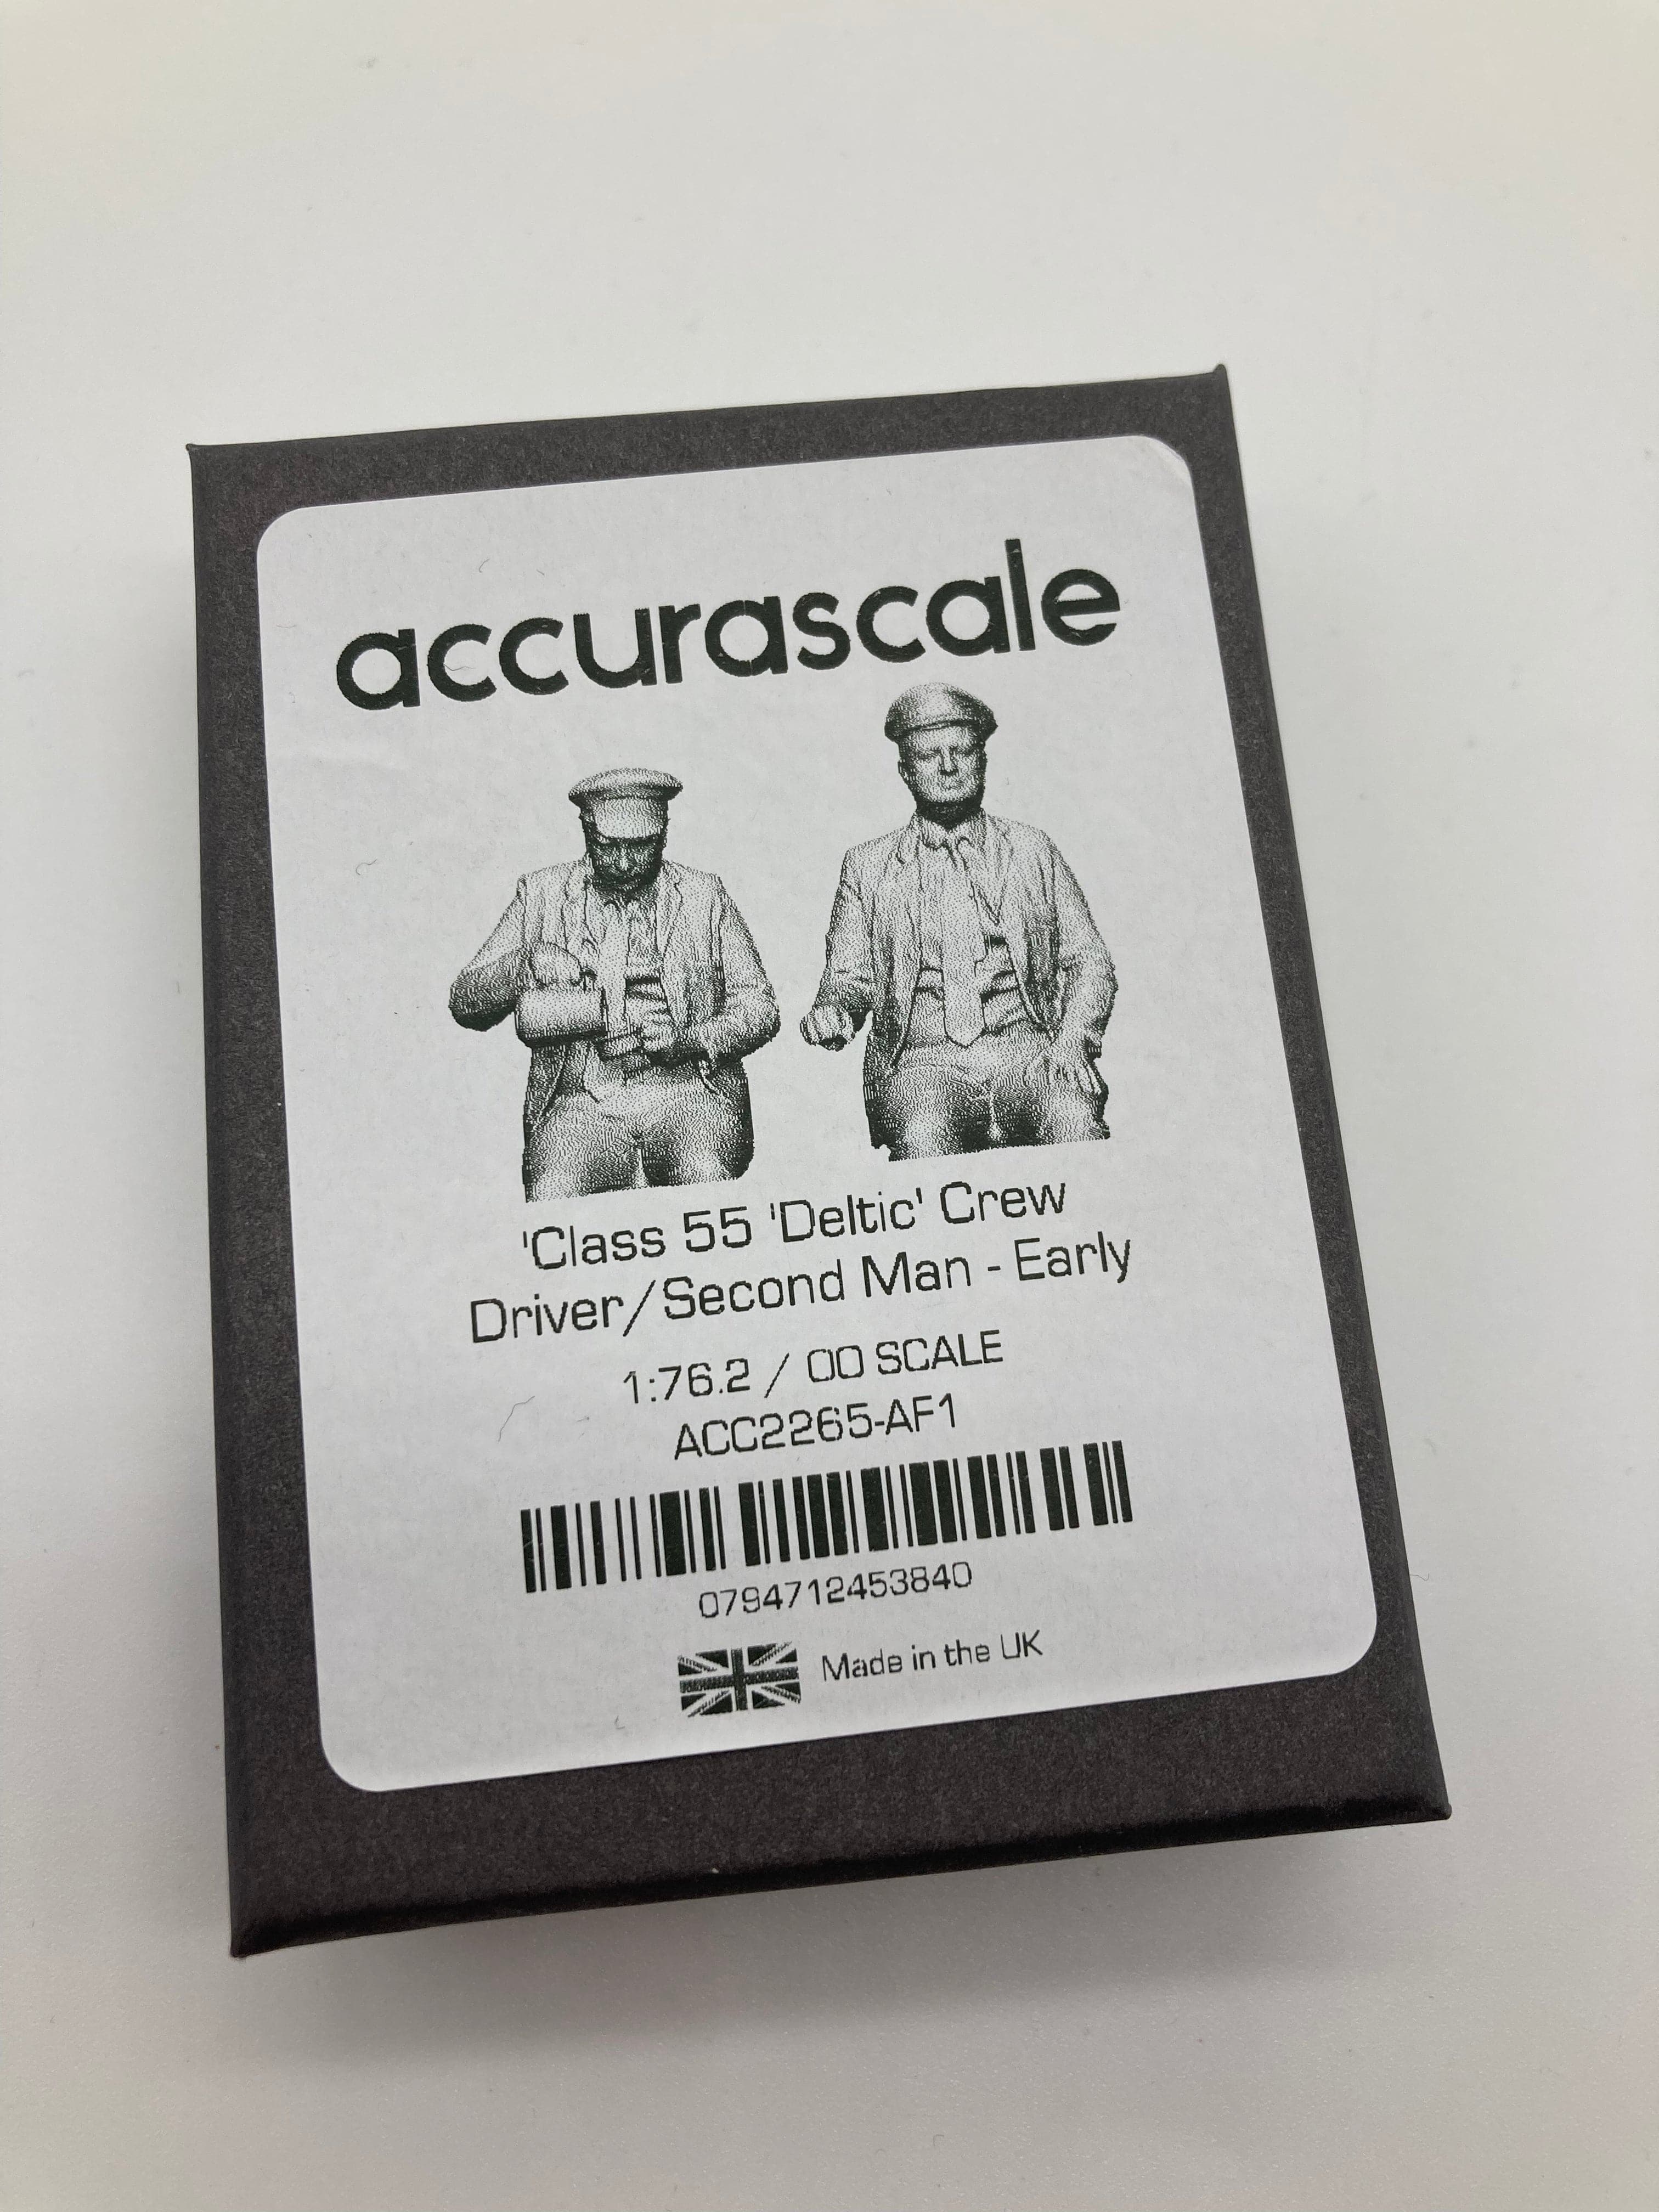 accurascale
'Class 55 'Deltic' Crew
Driver/Second Man - Early
1:76.2 / OO SCALE
ACC2265-AF1
0794712453840
Made in the UK